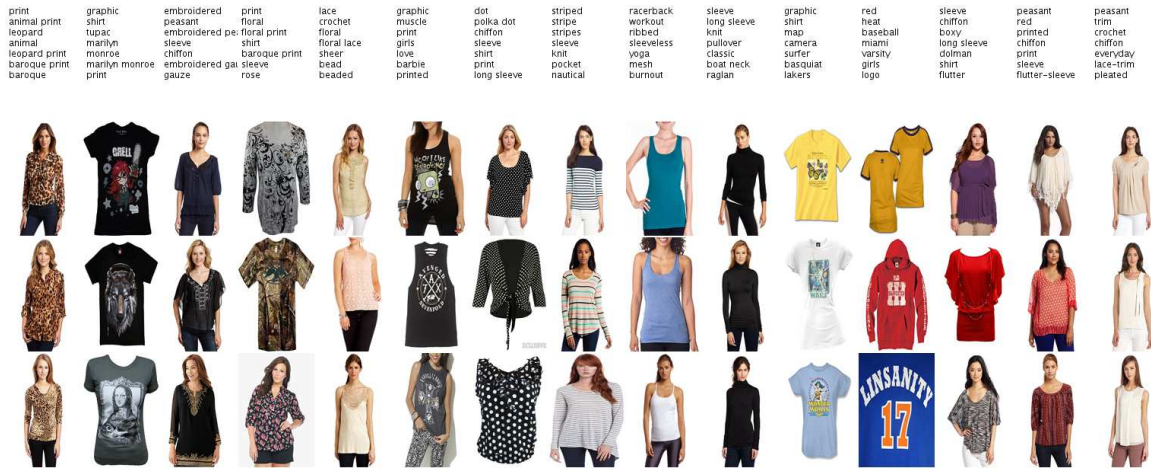 print
animal print
leopard
animal
leopard print
baroque print
baroque
graphic
shirt
tupac
marilyn
monroe
marilyn monroe
print
embroidered
peasant
embroidered
sleeve
chiffon
embroidered gau
gauze
print
floral
floral print
shirt
baroque print
sleeve
rose
lace
crochet
floral
floral lace
sheer
bead
beaded
graphic
muscle
print
girls
love
barbie
printed
dot
polka dot
chiffon
sleeve
shirt
print
long sleeve
striped
stripe
stripes
sleeve
knit
pocket
nautical
racerback
workout
ribbed
sleeveless
yoga
mesh
burnout
sleeve
long sleeve
knit
pullover
classic
boat neck
raglan
graphic
shirt
map
camera
surfer
basquiat
lakers
red
heat
baseball
miami
varsity
girls
logo
sleeve
chiffon
boxy
long sleeve
dolman
shirt
flutter
peasant
red
printed
chiffon
print
sleeve
flutter-sleeve
peasant
trim
crochet
chiffon
everyday
lace-trim
pleated
GRELL
AVENGED
EXCLUSIVE
LINSANITY
17